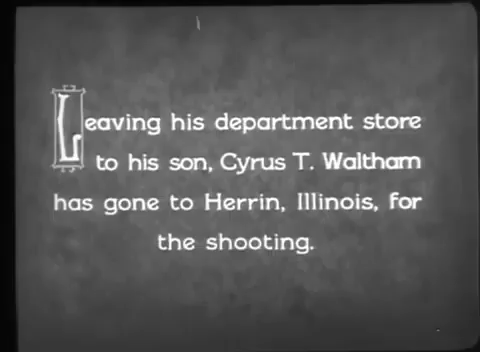 Leaving his department store
to his son, Cyrus T. Waltham
has gone to Herrin, Illinois, for
the shooting.